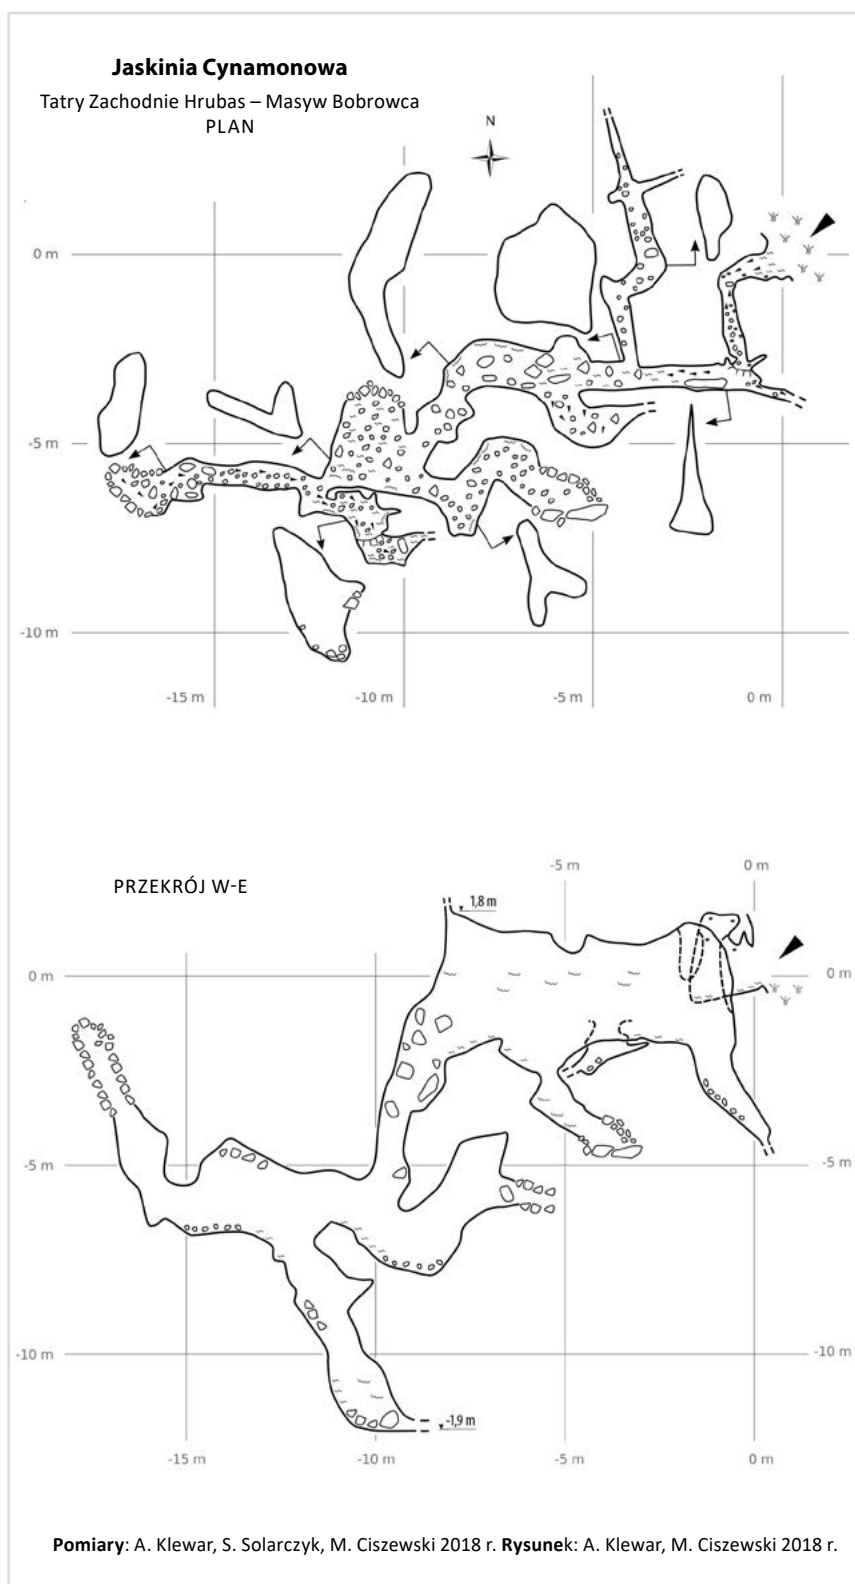 Jaskinia Cynamonowa
Tatry Zachodnie Hrubas – Masyw Bobrowca
PLAN
N
0 m
-5 m
-10 m
-15 m -10 m -5 m 0 m
-5 m 0 m
PRZEKRÓJ W-E
1,8 m
0 m 0 m
-5 m -5 m
-10 m -10 m
-1,9 m
-15 m -10 m -5 m 0 m
Pomiary: A. Klewar, S. Solarczyk, M. Ciszewski 2018 r. Rysunek: A. Klewar, M. Ciszewski 2018 r.